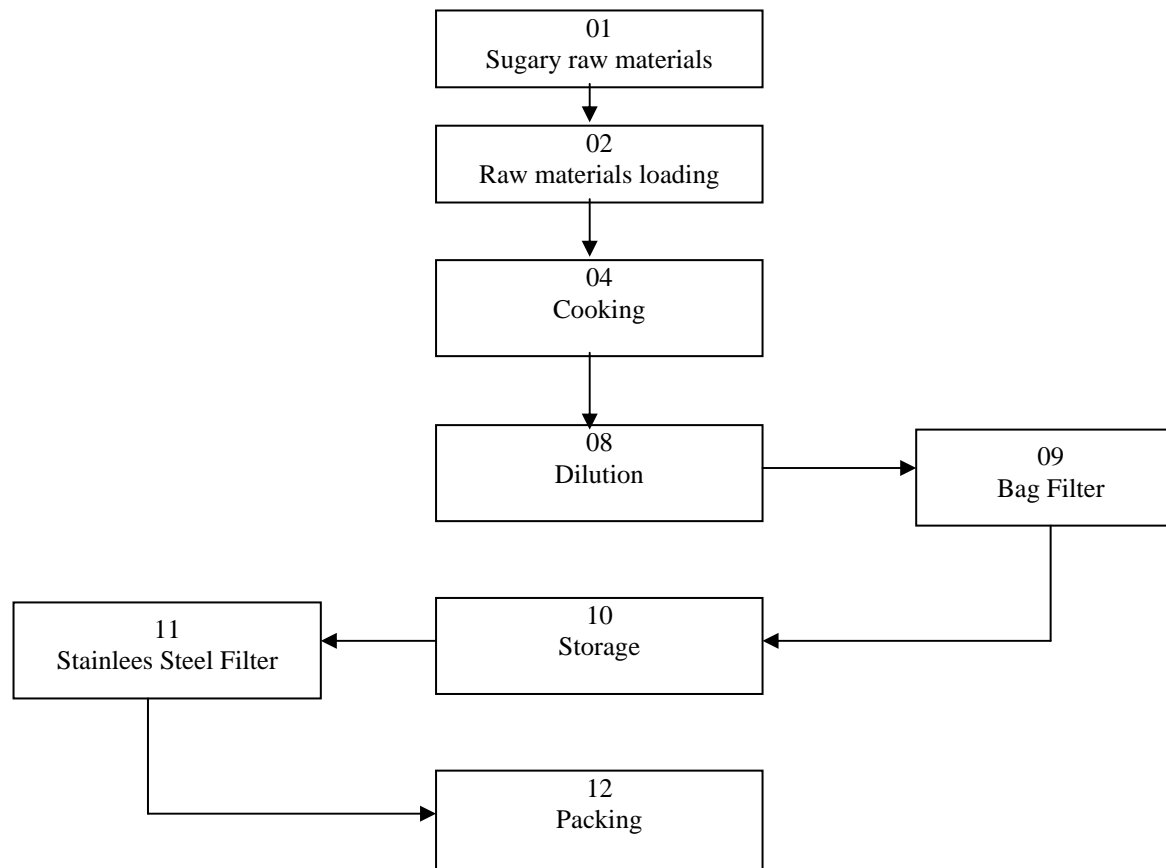 01
Sugary raw materials
02
Raw materials loading
04
Cooking
08
Dilution
09
Bag Filter
10
Storage
11
Stainlees Steel Filter
12
Packing